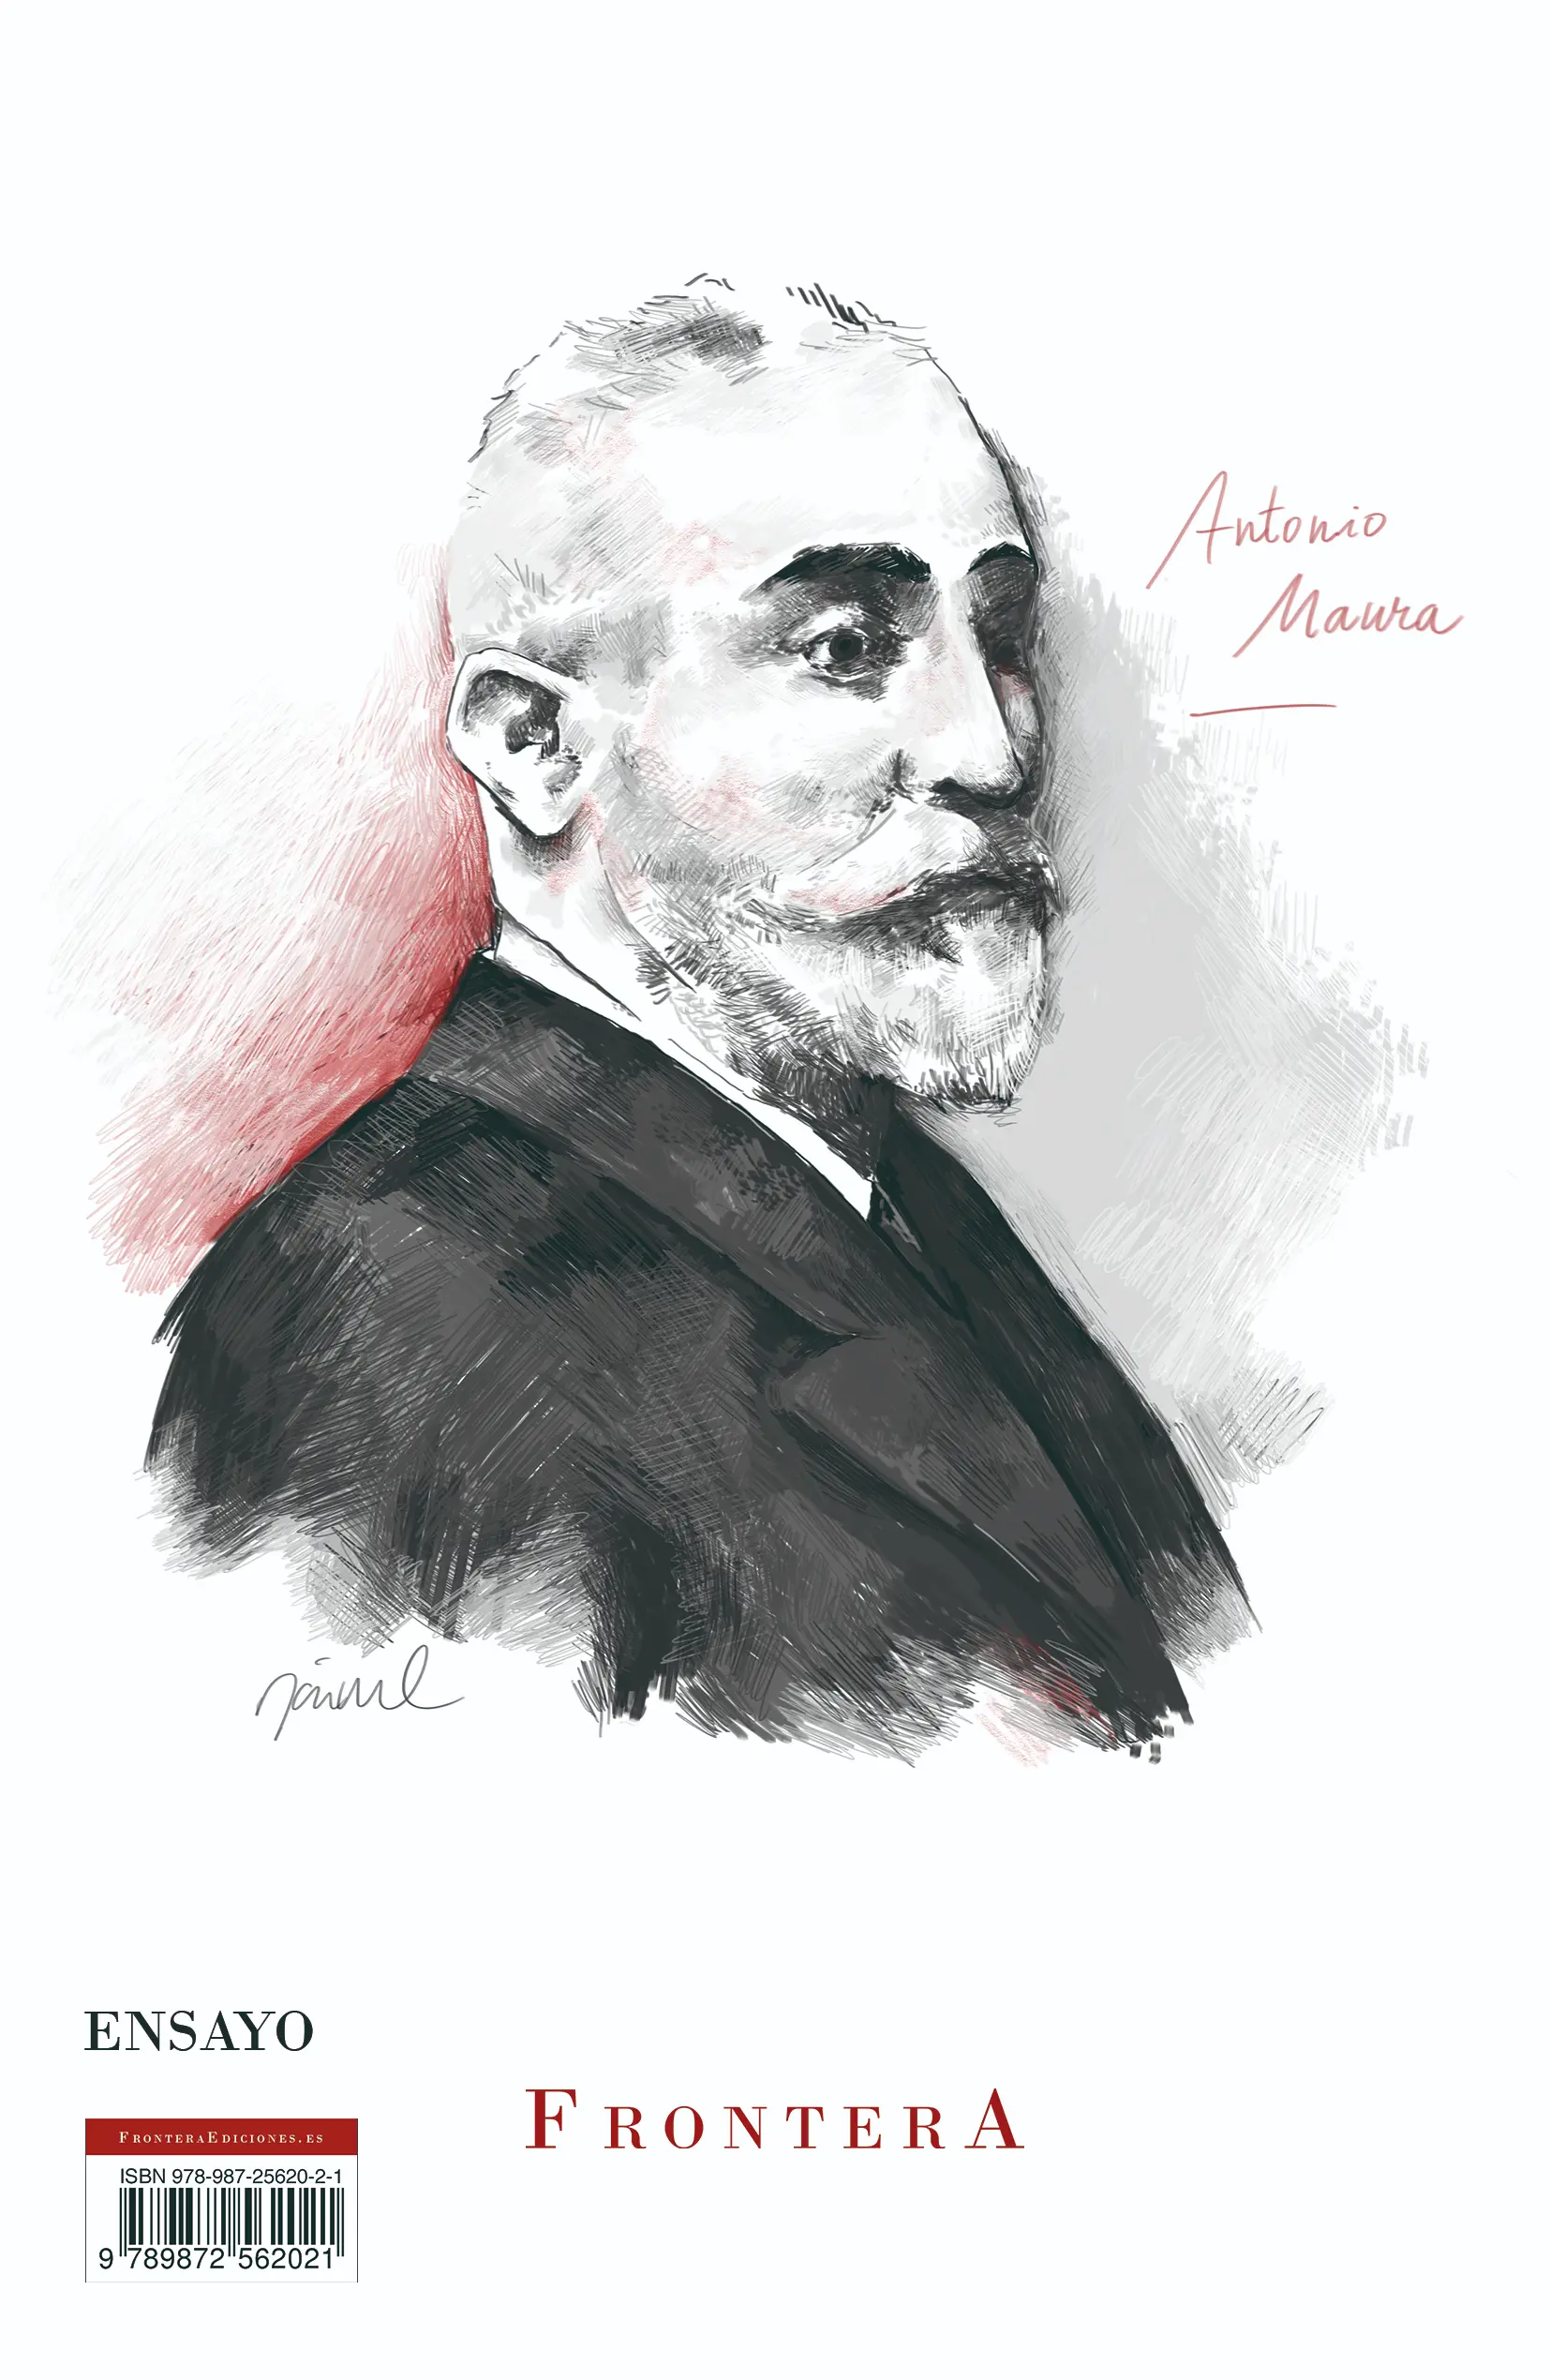 Antonio
Maura
ENSAYO
FRONTERA
FRONTERAEDICIONES.ES
ISBN 978-987-25620-2-1
9 789872 562021